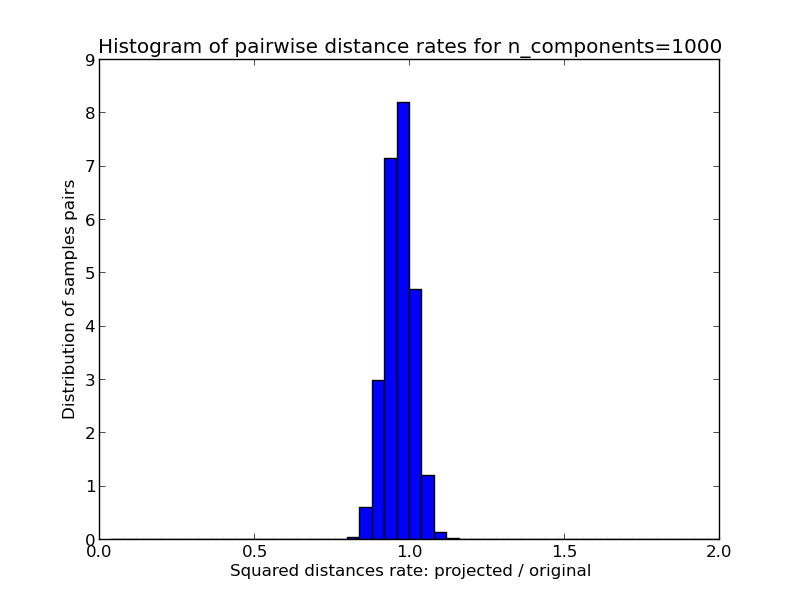 Histogram of pairwise distance rates for n_components=1000
9
8
7
6
5
4
3
2
1
0
Distribution of samples pairs
0.0 0.5 1.0 1.5 2.0
Squared distances rate: projected / original